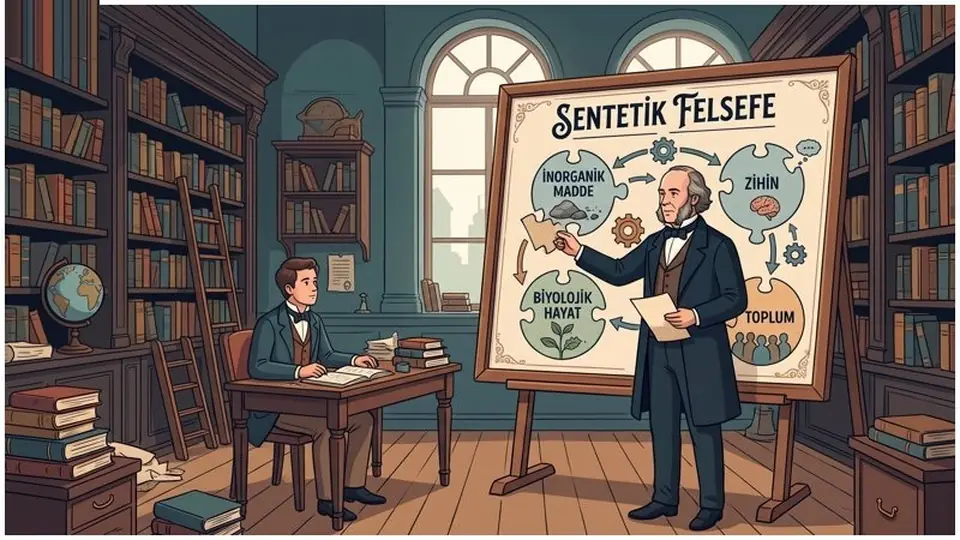 SENTETİK FELSEFE
İNORGANİK
MADDE
ZİHİN
BİYOLOJİK
HAYAT
TOPLUM